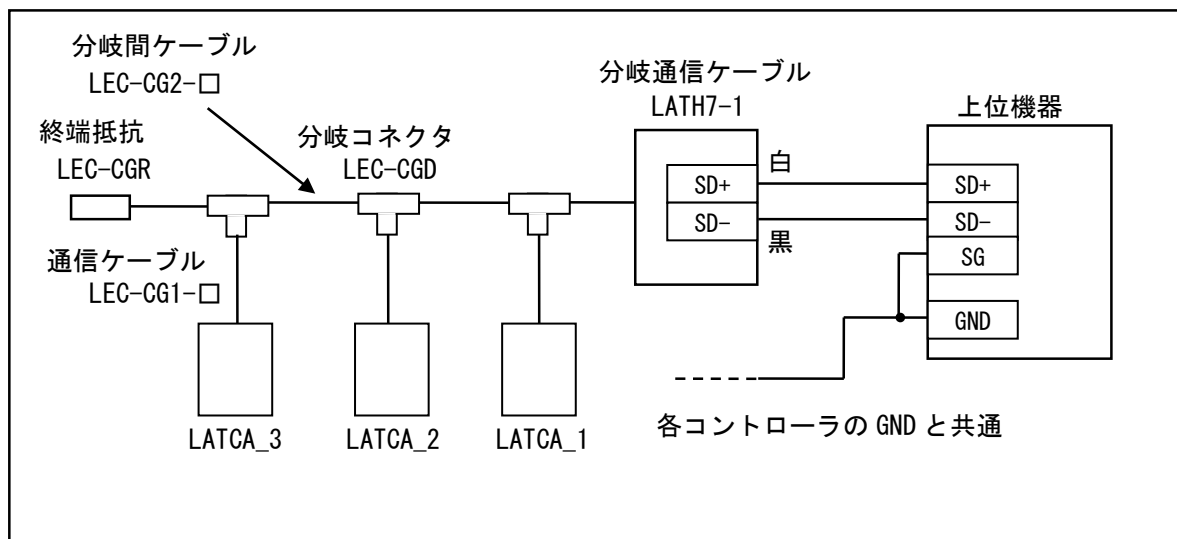 分岐間ケーブル
LEC-CG2-□
分岐通信ケーブル
LATH7-1
上位機器
終端抵抗
LEC-CGR
分岐コネクタ
LEC-CGD
白
SD+
SD+
SD-
SD-
黒
SG
通信ケーブル
LEC-CG1-□
GND
LATCA_3
LATCA_2
LATCA_1
各コントローラの GND と共通